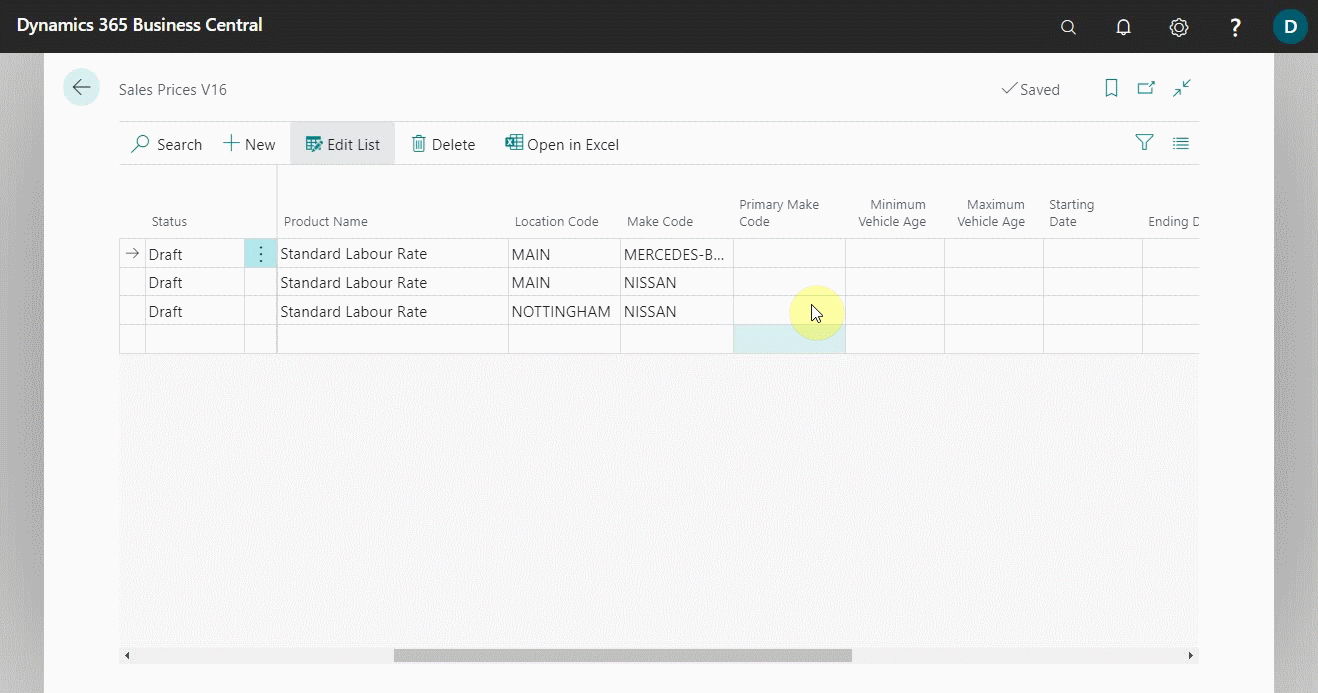 Dynamics 365 Business Central
?
D
Sales Prices V16
Saved
Search
New
Edit List
Delete
Open in Excel
Status
Product Name
Location Code
Make Code
Primary Make
Code
Minimum
Vehicle Age
Maximum
Vehicle Age
Starting
Date
Ending D
Draft Standard Labour Rate MAIN MERCEDES-B...
Draft Standard Labour Rate MAIN NISSAN
Draft Standard Labour Rate NOTTINGHAM NISSAN